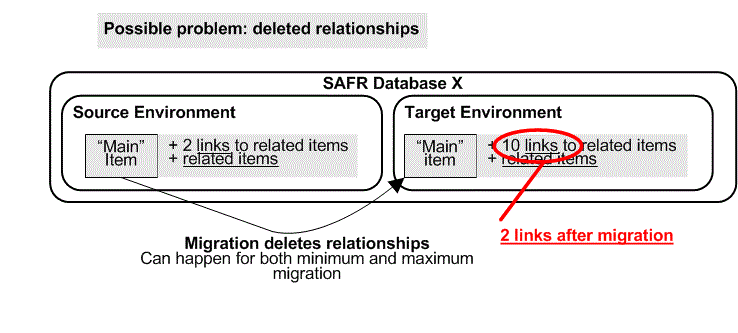 Possible problem: deleted relationships
SAFR Database X
Source Environment
"Main" Item
+ 2 links to related items
+ related items
Target Environment
"Main" item
+ 10 links to related items
+ related items
Migration deletes relationships
Can happen for both minimum and maximum
migration
2 links after migration